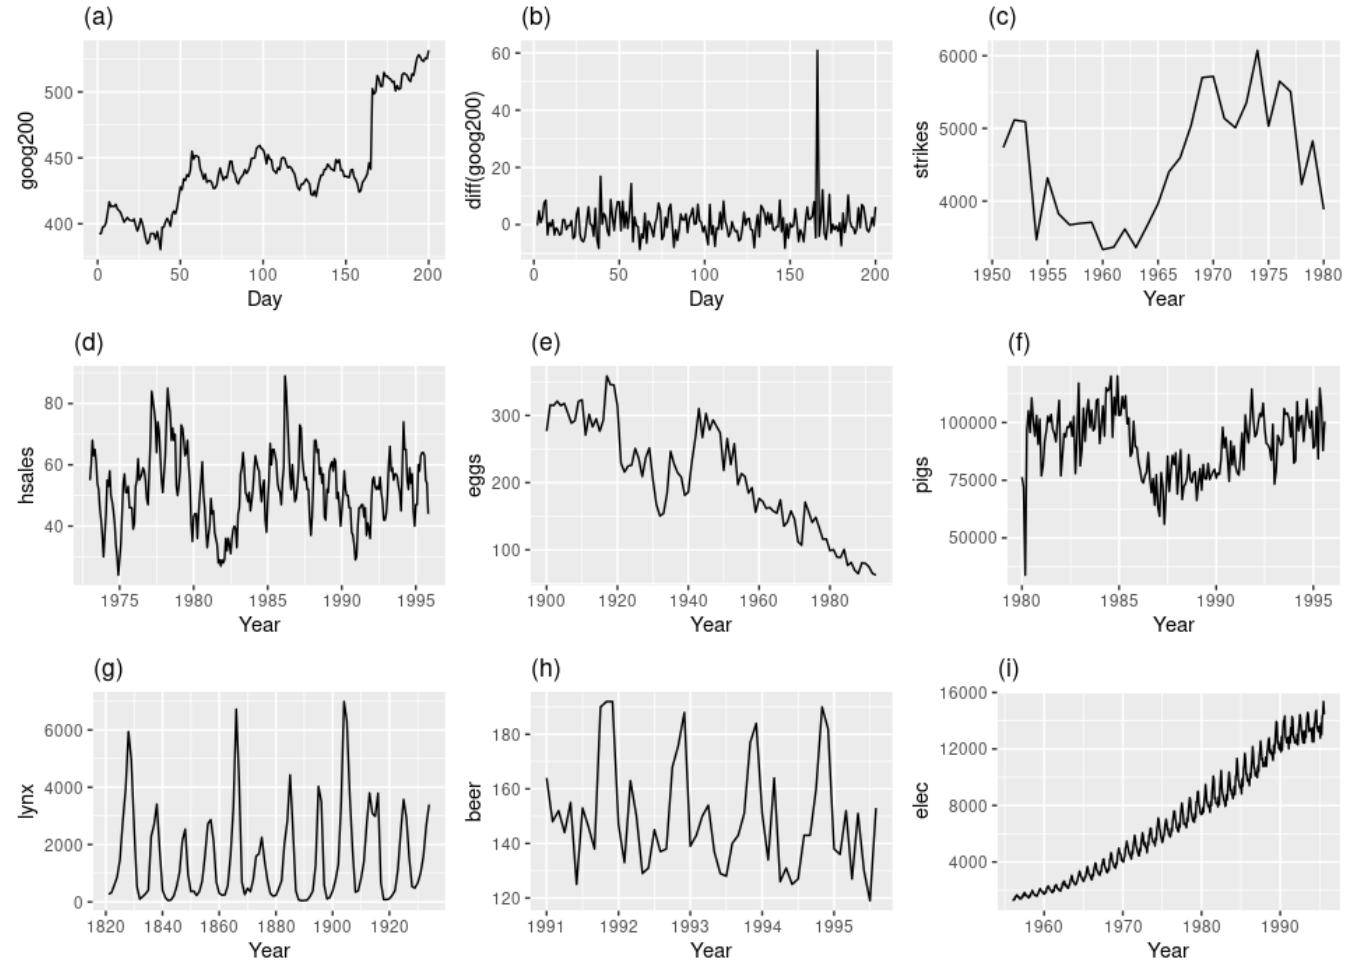 (a)
goog200
500
450
400
0 50 100 150 200
Day
(b)
diff(goog200)
60
40
20
0
0 50 100 150 200
Day
(c)
strikes
6000
5000
4000
1950 1955 1960 1965 1970 1975 1980
Year
(d)
hsales
80
60
40
1975 1980 1985 1990 1995
Year
(e)
eggs
300
200
100
1900 1920 1940 1960 1980
Year
(f)
pigs
100000
75000
50000
1980 1985 1990 1995
Year
(g)
lynx
6000
4000
2000
0
1820 1840 1860 1880 1900 1920
Year
(h)
beer
180
160
140
120
1991 1992 1993 1994 1995
Year
(i)
elec
16000
12000
8000
4000
1960 1970 1980 1990
Year